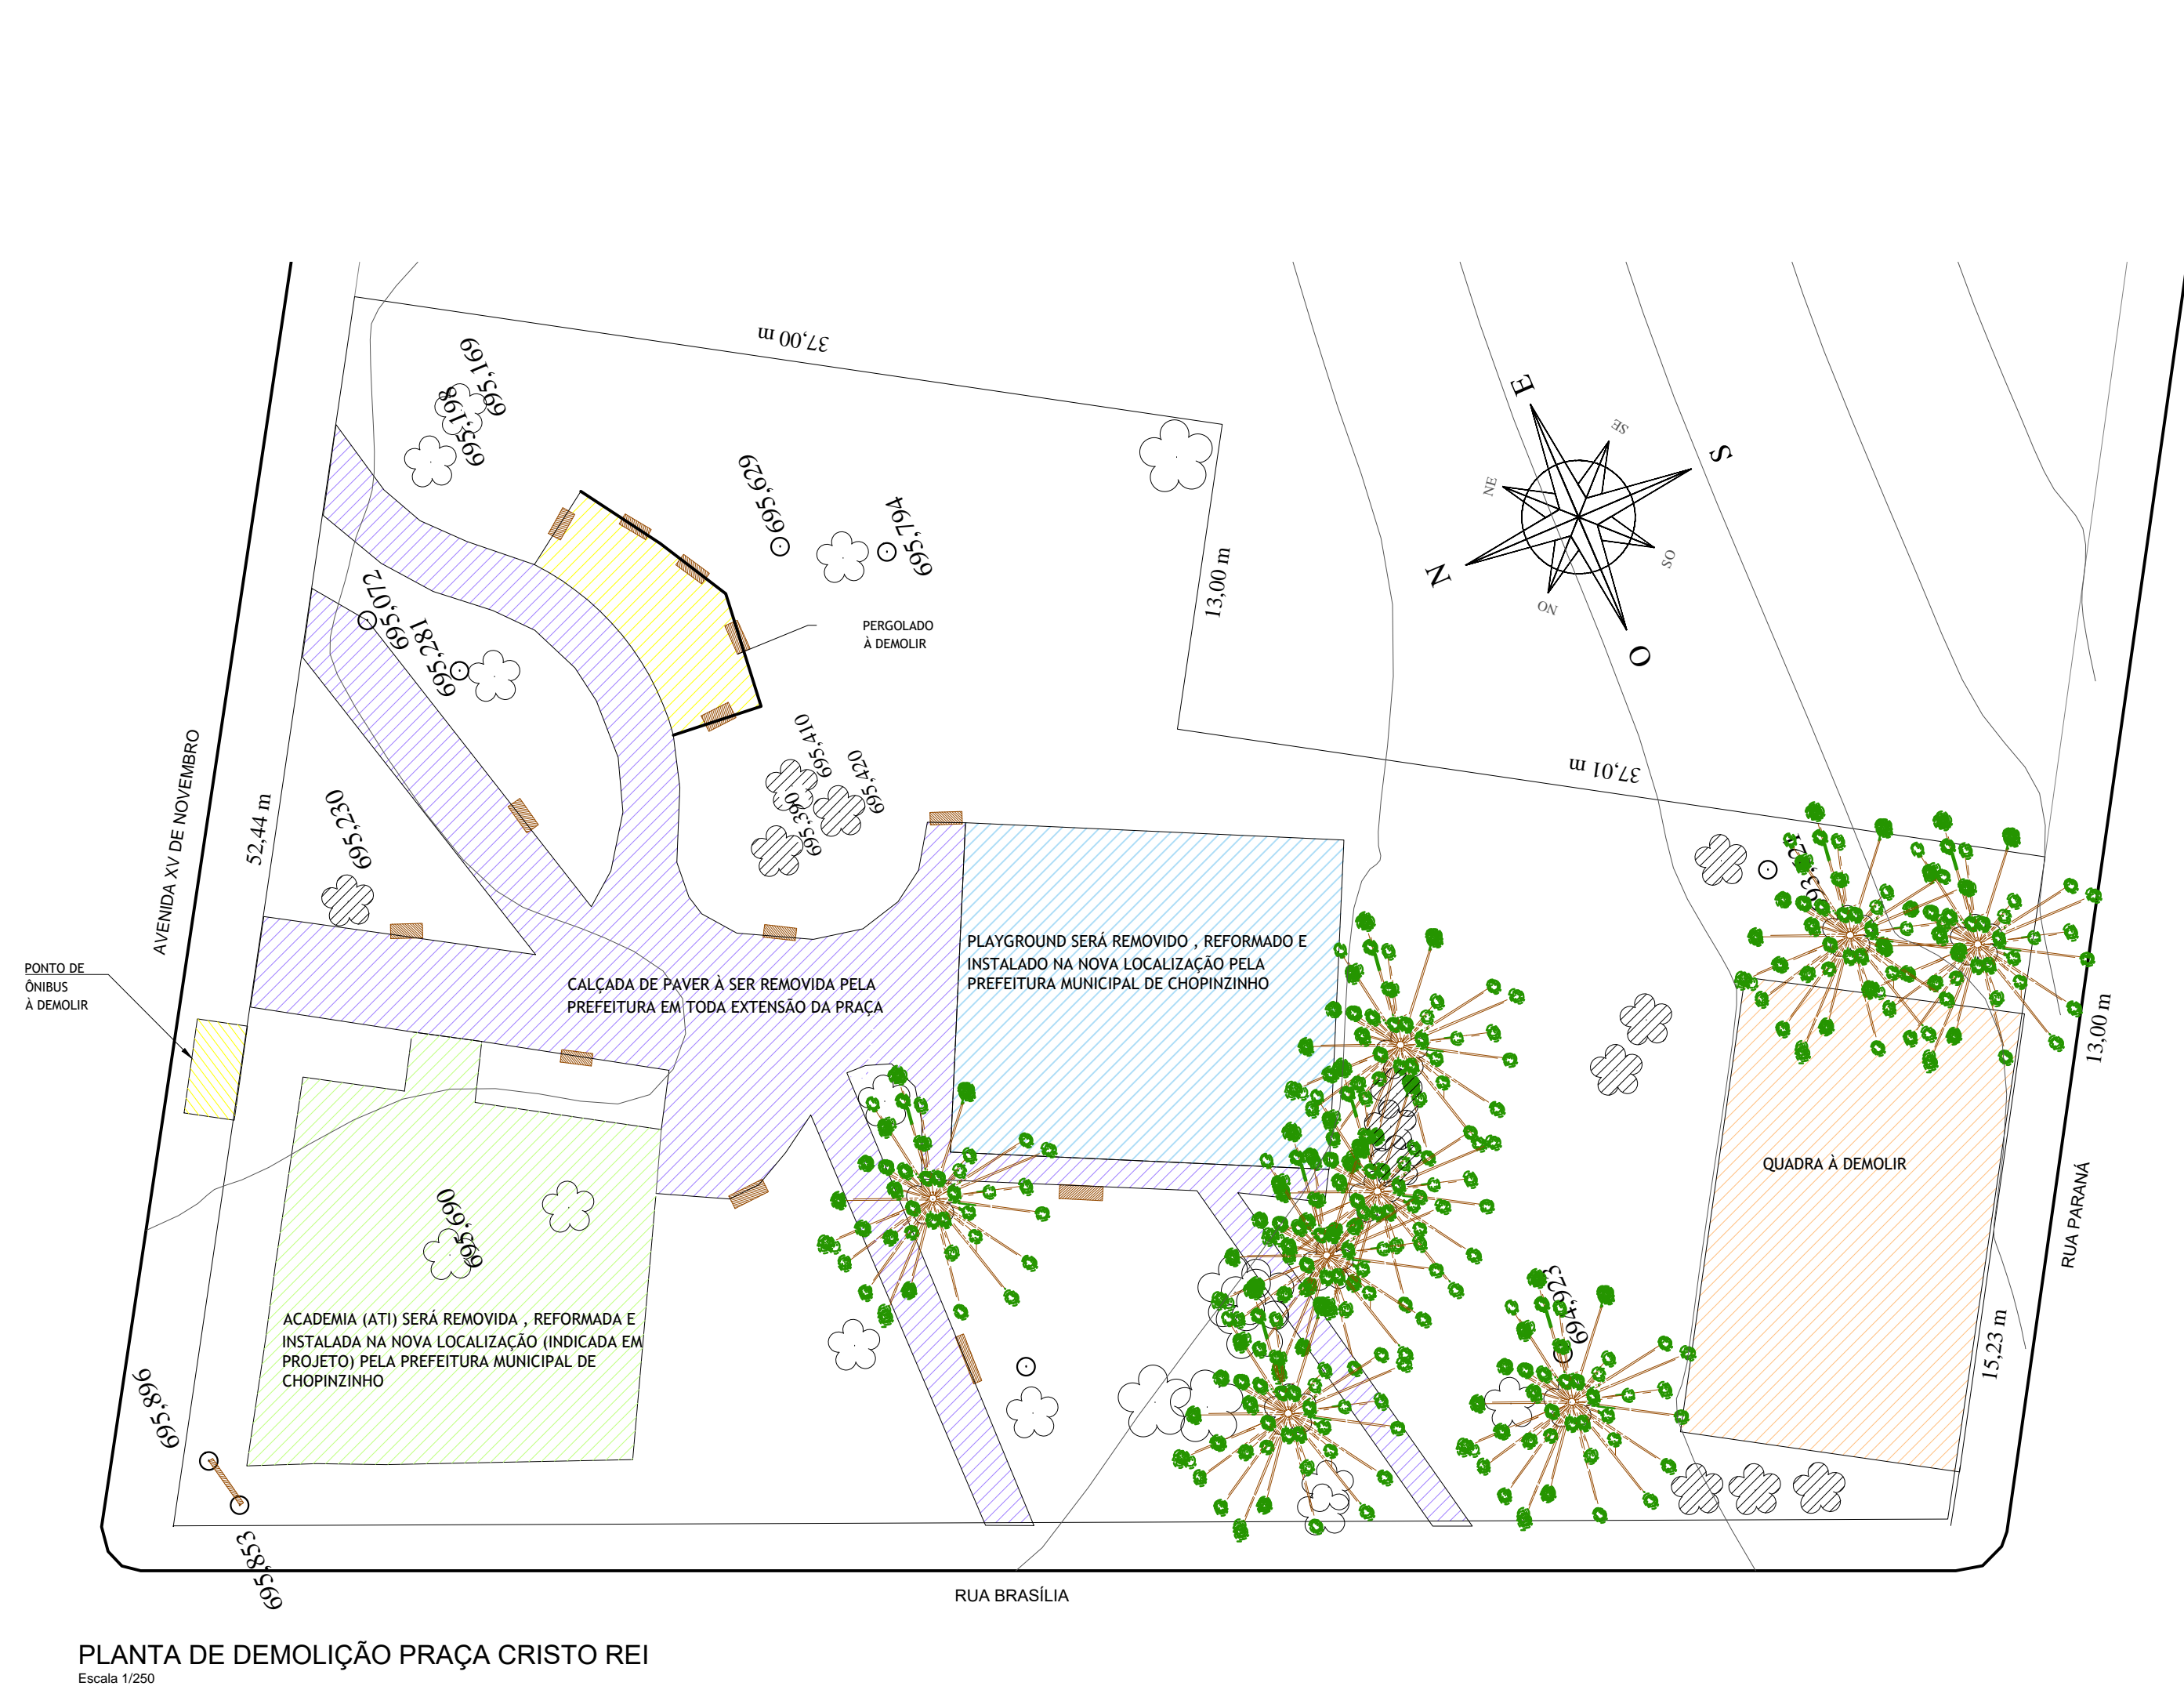 37,00 m
695,169
695,198
695,629
695,794
E
SE
S
NE
N
SO
NO
O
13,00 m
695,072
695,281
PERGOLADO
À DEMOLIR
695,410
695,420
695,390
37,01 m
AVENIDA XV DE NOVEMBRO
52,44 m
695,230
PONTO DE
ÔNIBUS
À DEMOLIR
CALÇADA DE PAVER À SER REMOVIDA PELA
PREFEITURA EM TODA EXTENSÃO DA PRAÇA
PLAYGROUND SERÁ REMOVIDO , REFORMADO E
INSTALADO NA NOVA LOCALIZAÇÃO PELA
PREFEITURA MUNICIPAL DE CHOPINZINHO
13,00 m
QUADRA À DEMOLIR
RUA PARANÁ
695,690
694,923
15,23 m
ACADEMIA (ATI) SERÁ REMOVIDA , REFORMADA E
INSTALADA NA NOVA LOCALIZAÇÃO (INDICADA EM
PROJETO) PELA PREFEITURA MUNICIPAL DE
CHOPINZINHO
695,896
695,853
RUA BRASÍLIA
PLANTA DE DEMOLIÇÃO PRAÇA CRISTO REI
Escala 1/250